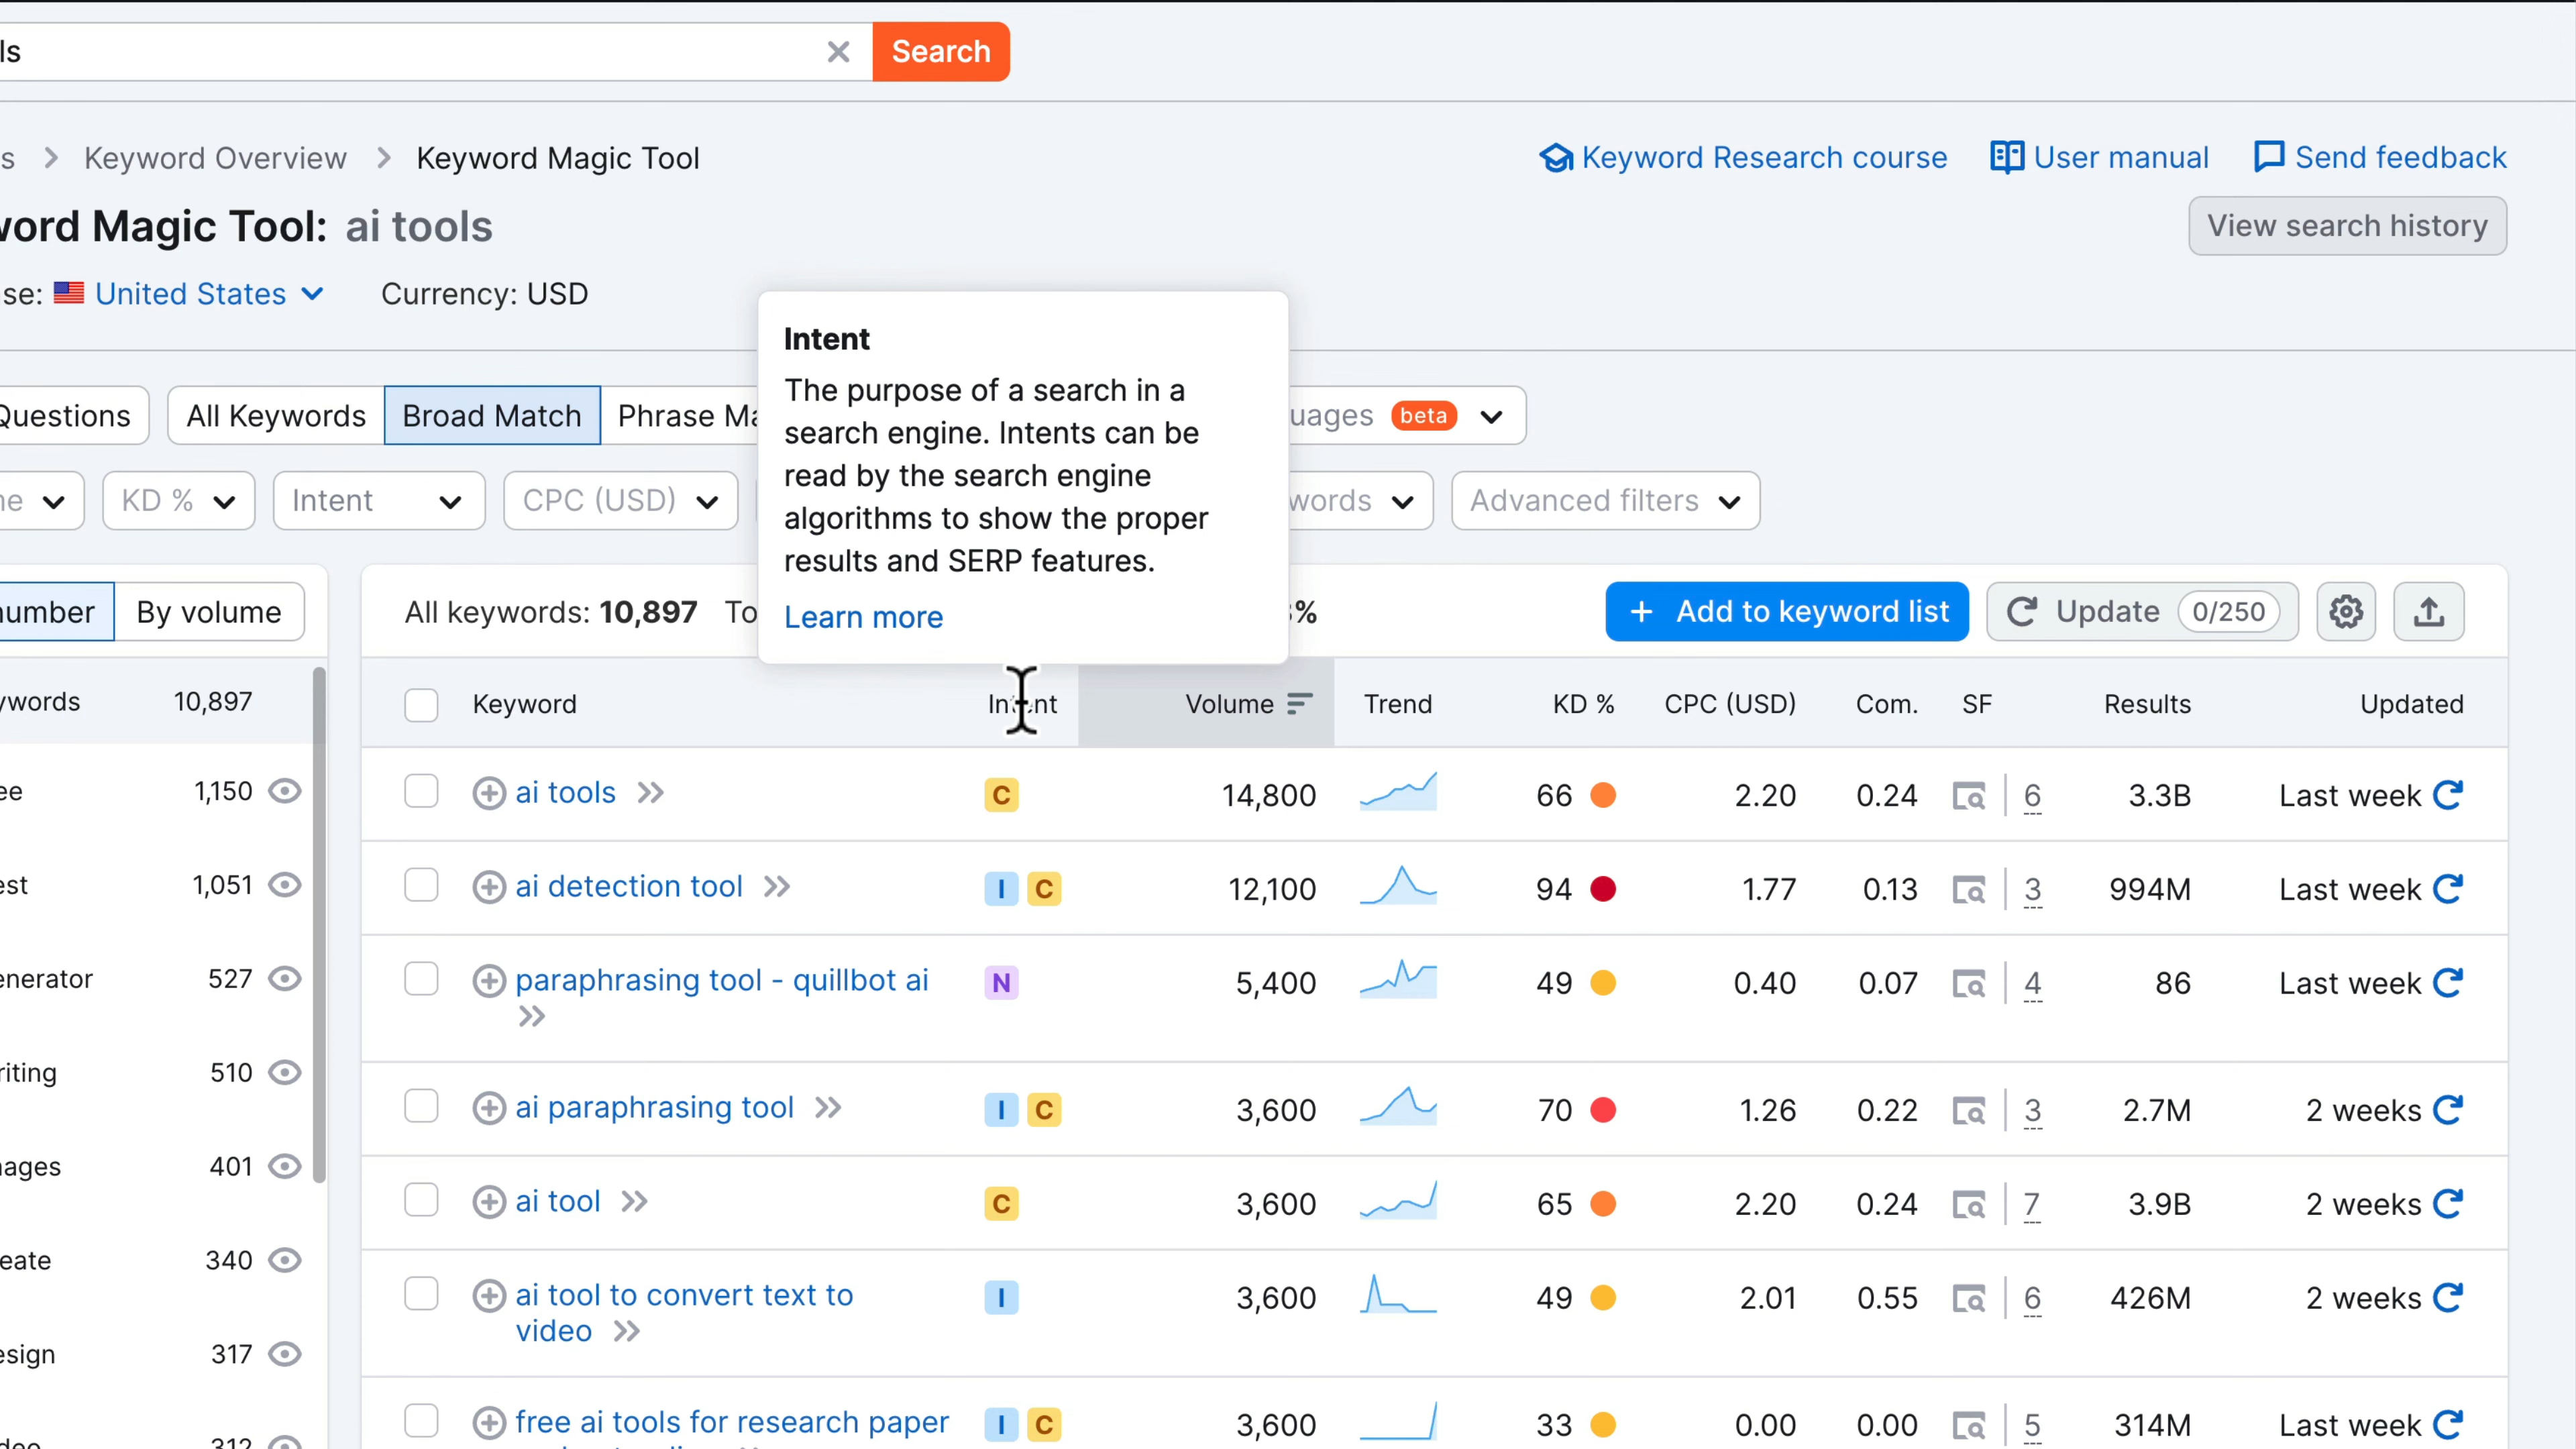 ls
Search
s > Keyword Overview > Keyword Magic Tool
Keyword Research course
User manual
Send feedback
word Magic Tool: ai tools
View search history
se: United States
Currency: USD
Intent
The purpose of a search in a
search engine. Intents can be
read by the search engine
algorithms to show the proper
results and SERP features.
Learn more
Questions
All Keywords
Broad Match
Phrase Ma
uages beta
ne
KD %
Intent
CPC (USD)
words
Advanced filters
number
By volume
All keywords: 10,897 To
%
+ Add to keyword list
Update 0/250
ywords 10,897
ee 1,150
est 1,051
enerator 527
riting 510
ages 401
eate 340
esign 317
deo 312
Keyword Intent Volume Trend KD % CPC (USD) Com. SF Results Updated
ai tools C 14,800 66 2.20 0.24 6 3.3B Last week
ai detection tool I C 12,100 94 1.77 0.13 3 994M Last week
paraphrasing tool - quillbot ai N 5,400 49 0.40 0.07 4 86 Last week
ai paraphrasing tool I C 3,600 70 1.26 0.22 3 2.7M 2 weeks
ai tool C 3,600 65 2.20 0.24 7 3.9B 2 weeks
ai tool to convert text to I 3,600 49 2.01 0.55 6 426M 2 weeks
video
free ai tools for research paper I C 3,600 33 0.00 0.00 5 314M Last week